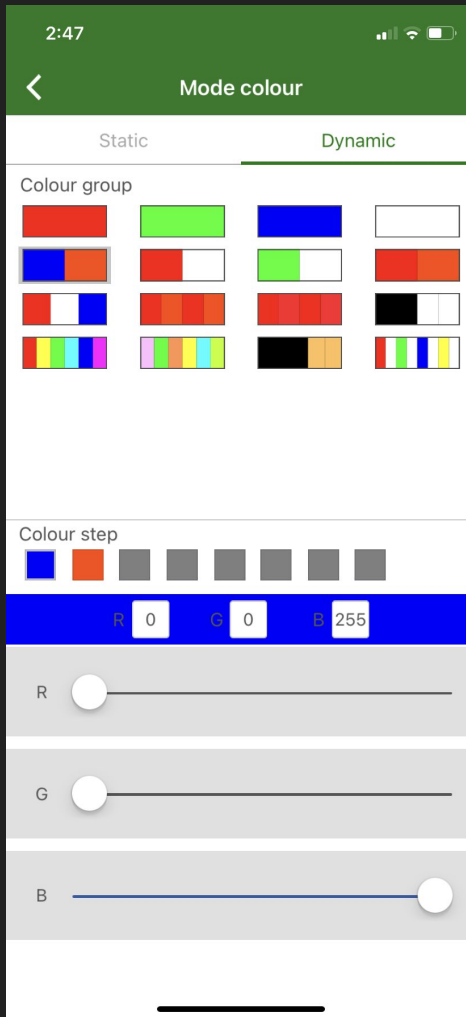 2:47
Mode colour
Static Dynamic
Colour group
Colour step
R 0 G 0 B 255
R
G
B